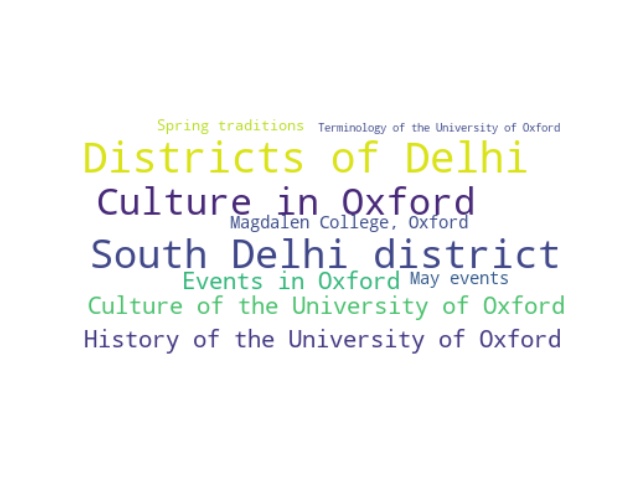 Spring traditions
Terminology of the University of Oxford
Districts of Delhi
Culture in Oxford
Magdalen College, Oxford
South Delhi district
Events in Oxford
May events
Culture of the University of Oxford
History of the University of Oxford